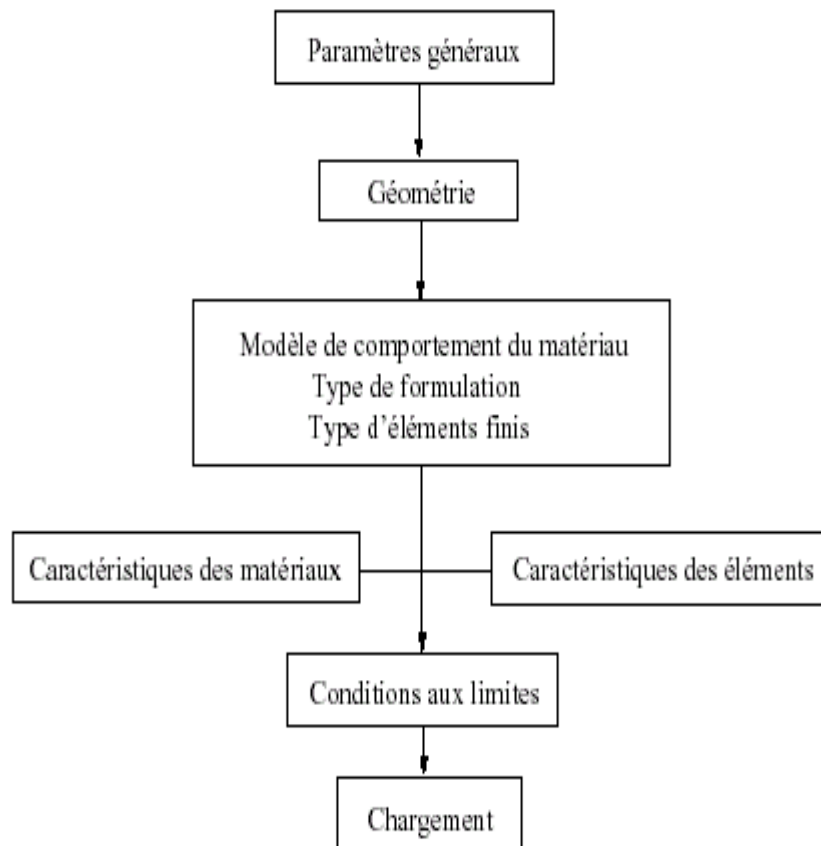 Paramètres généraux
Géométrie
Modèle de comportement du matériau
Type de formulation
Type d'éléments finis
Caractéristiques des matériaux
Caractéristiques des éléments
Conditions aux limites
Chargement